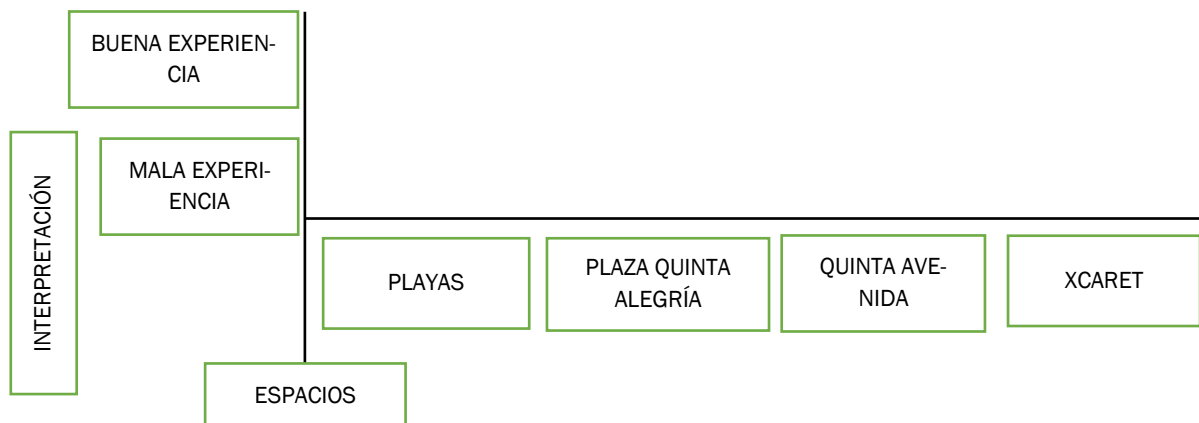 BUENA EXPERIEN-
CIA
MALA EXPERI-
ENCIA
INTERPRETACIÓN
PLAYAS
PLAZA QUINTA
ALEGRÍA
QUINTA AVE-
NIDA
XCARET
ESPACIOS